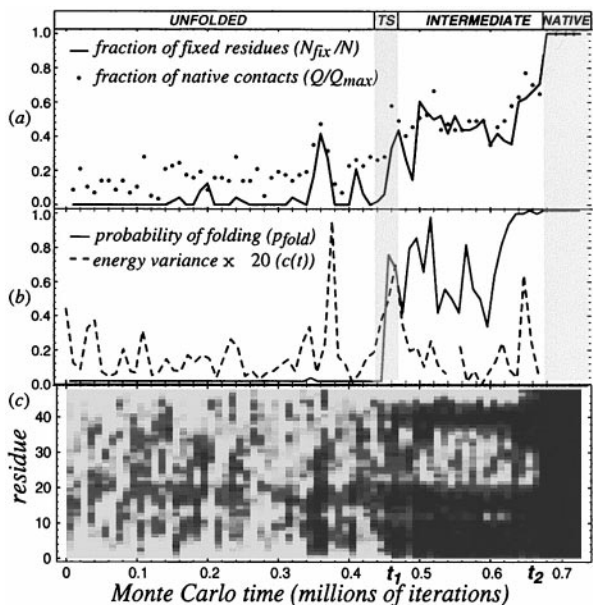 UNFOLDED TS INTERMEDIATE NATIVE
1.0
fraction of fixed residues (Nfix/N)
0.8
fraction of native contacts (Q/Qmax)
0.6
(a)
0.4
0.2
0.0
1.0
probability of folding (pfold)
0.8
energy variance × 20 (c(t))
0.6
(b)
0.4
0.2
0.0
(c)
40
30
residue
20
10
0
0 0.1 0.2 0.3 0.4 t1 0.5 0.6 t2 0.7
Monte Carlo time (millions of iterations)